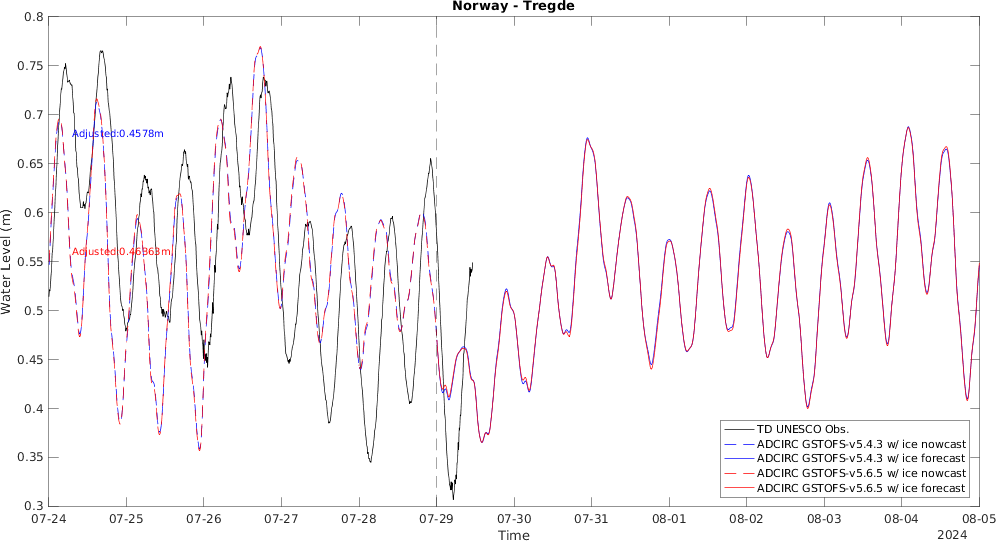 Norway - Tregde
0.8
0.75
0.7
0.65
0.6
0.55
0.5
0.45
0.4
0.35
0.3
Water Level (m)
Adjusted:0.4578m
Adjusted:0.46363m
TD UNESCO Obs.
ADCIRC GSTOFS-v5.4.3 w/ ice nowcast
ADCIRC GSTOFS-v5.4.3 w/ ice forecast
ADCIRC GSTOFS-v5.6.5 w/ ice nowcast
ADCIRC GSTOFS-v5.6.5 w/ ice forecast
07-24 07-25 07-26 07-27 07-28 07-29 07-30 07-31 08-01 08-02 08-03 08-04 08-05
Time
2024